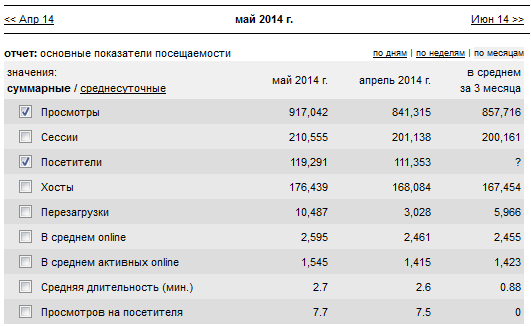 << Апр 14 май 2014 г. Июн 14 >>
отчет: основные показатели посещаемости по дням | по неделям | по месяцам
значения:
суммарные / среднесуточные май 2014 г. апрель 2014 г. в среднем за 3 месяца
Просмотры 917,042 841,315 857,716
Сессии 210,555 201,138 200,161
Посетители 119,291 111,353 ?
Хосты 176,439 168,084 167,454
Перезагрузки 10,487 3,028 5,966
В среднем online 2,595 2,461 2,455
В среднем активных online 1,545 1,415 1,423
Средняя длительность (мин.) 2.7 2.6 0.88
Просмотров на посетителя 7.7 7.5 0